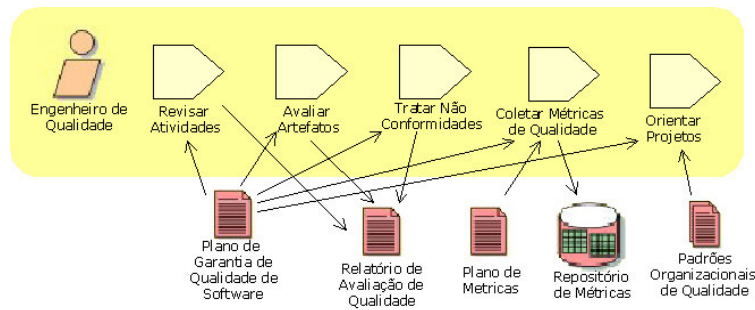 Engenheiro de
Qualidade
Revisar
Atividades
Avaliar
Artefatos
Tratar Não
Conformidades
Coletar Métricas
de Qualidade
Orientar
Projetos
Plano de
Garantia de
Qualidade de
Software
Relatório de
Avaliação de
Qualidade
Plano de
Metricas
Repositório
de Métricas
Padrões
Organizacionais
de Qualidade